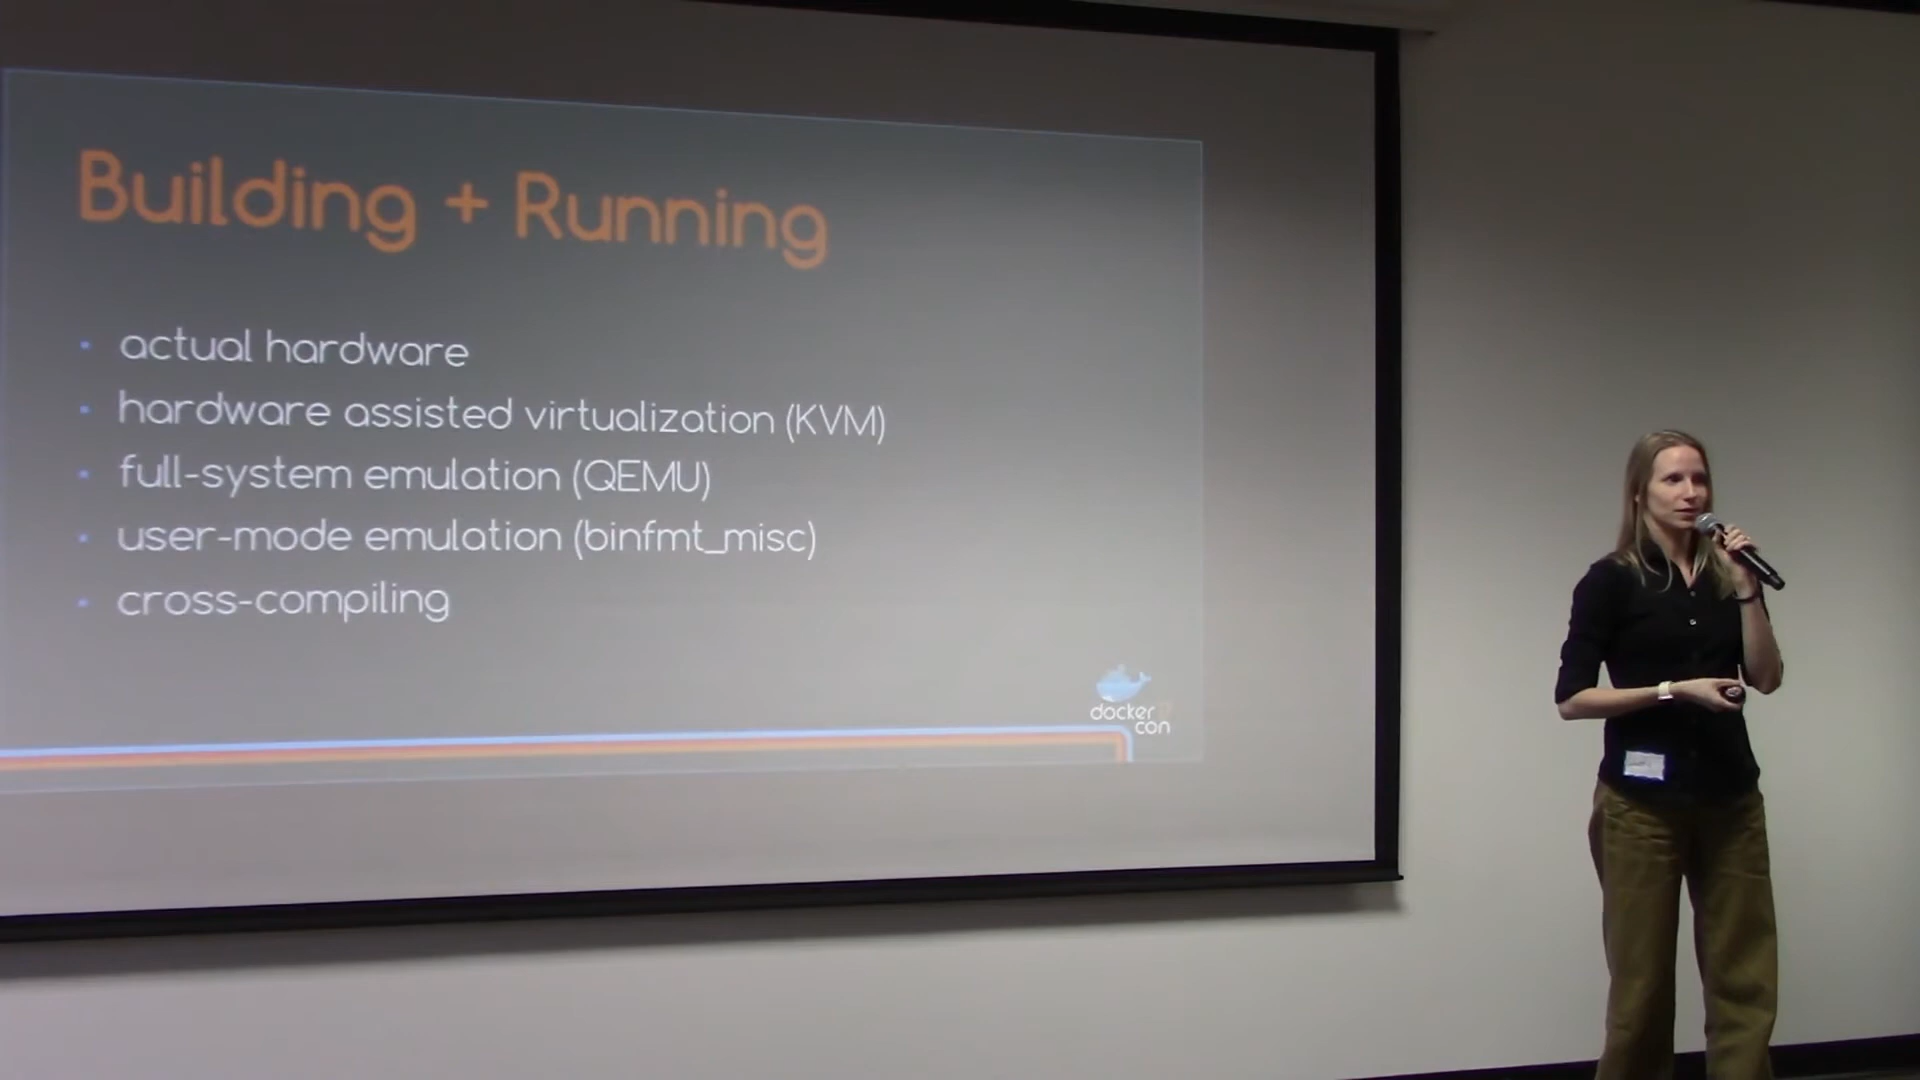 Building + Running
• actual hardware
• hardware assisted virtualization (KVM)
• full-system emulation (QEMU)
• user-mode emulation (binfmt_misc)
• cross-compiling
docker
con